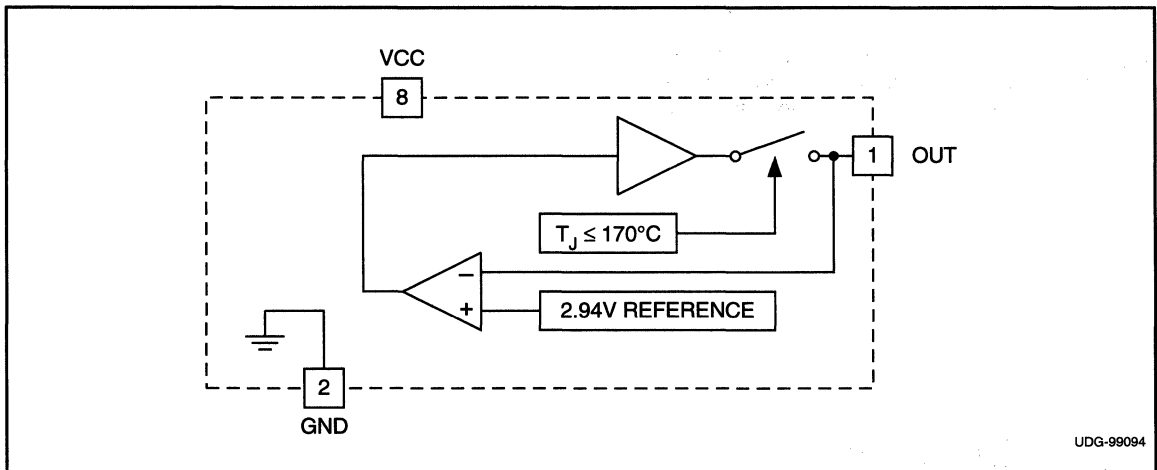 VCC
8
1 OUT
T_J ≤ 170°C
−
+ 2.94V REFERENCE
2
GND
UDG-99094